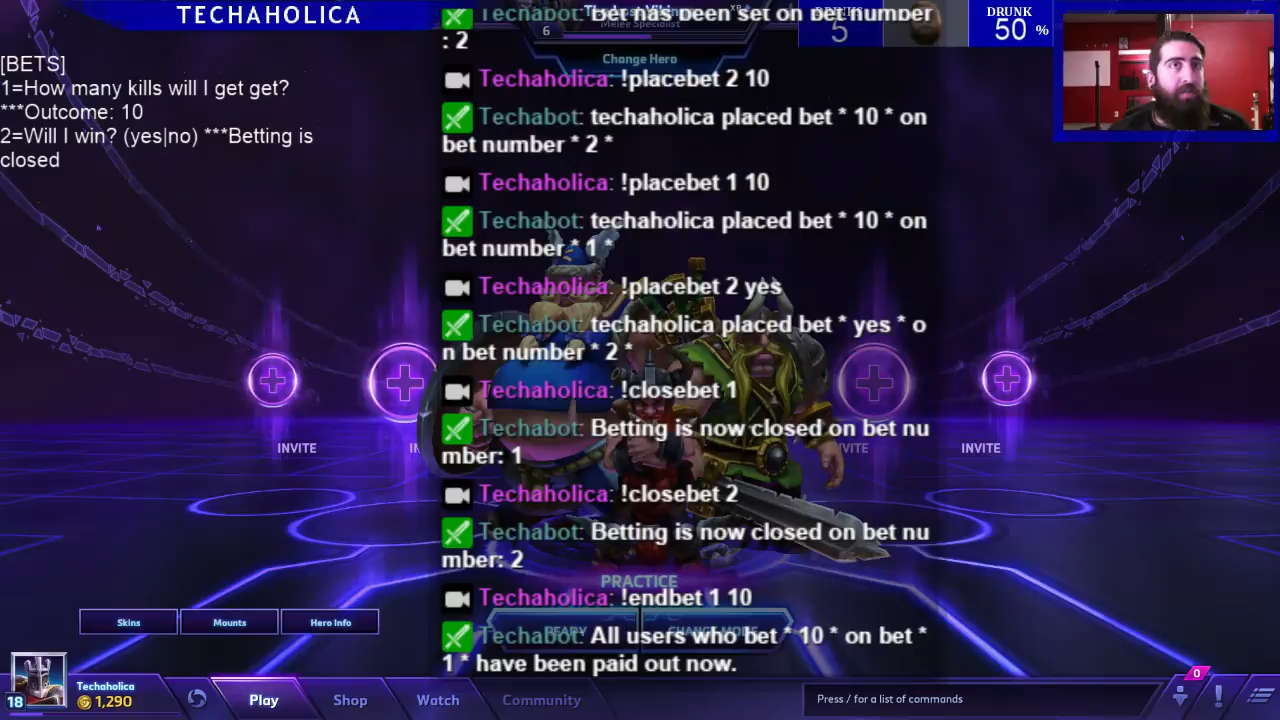 TECHAHOLICA
[BETS]
1=How many kills will I get get?
***Outcome: 10
2=Will I win? (yes|no) ***Betting is
closed
6
Melee Specialist
Change Hero
5
DRUNK
50 %
Techabot: Bet has been set on bet number
: 2
Techaholica: !placebet 2 10
Techabot: techaholica placed bet * 10 * on
bet number * 2 *
Techaholica: !placebet 1 10
Techabot: techaholica placed bet * 10 * on
bet number * 1 *
Techaholica: !placebet 2 yes
Techabot: techaholica placed bet * yes * o
n bet number * 2 *
Techaholica: !closebet 1
Techabot: Betting is now closed on bet nu
mber: 1
Techaholica: !closebet 2
Techabot: Betting is now closed on bet nu
mber: 2
Techaholica: !endbet 1 10
Techabot: All users who bet * 10 * on bet *
1 * have been paid out now.
INVITE
INVITE
PRACTICE
READY
CHANGE MODE
Skins
Mounts
Hero Info
18
Techaholica
1,290
Play
Shop
Watch
Community
Press / for a list of commands
0